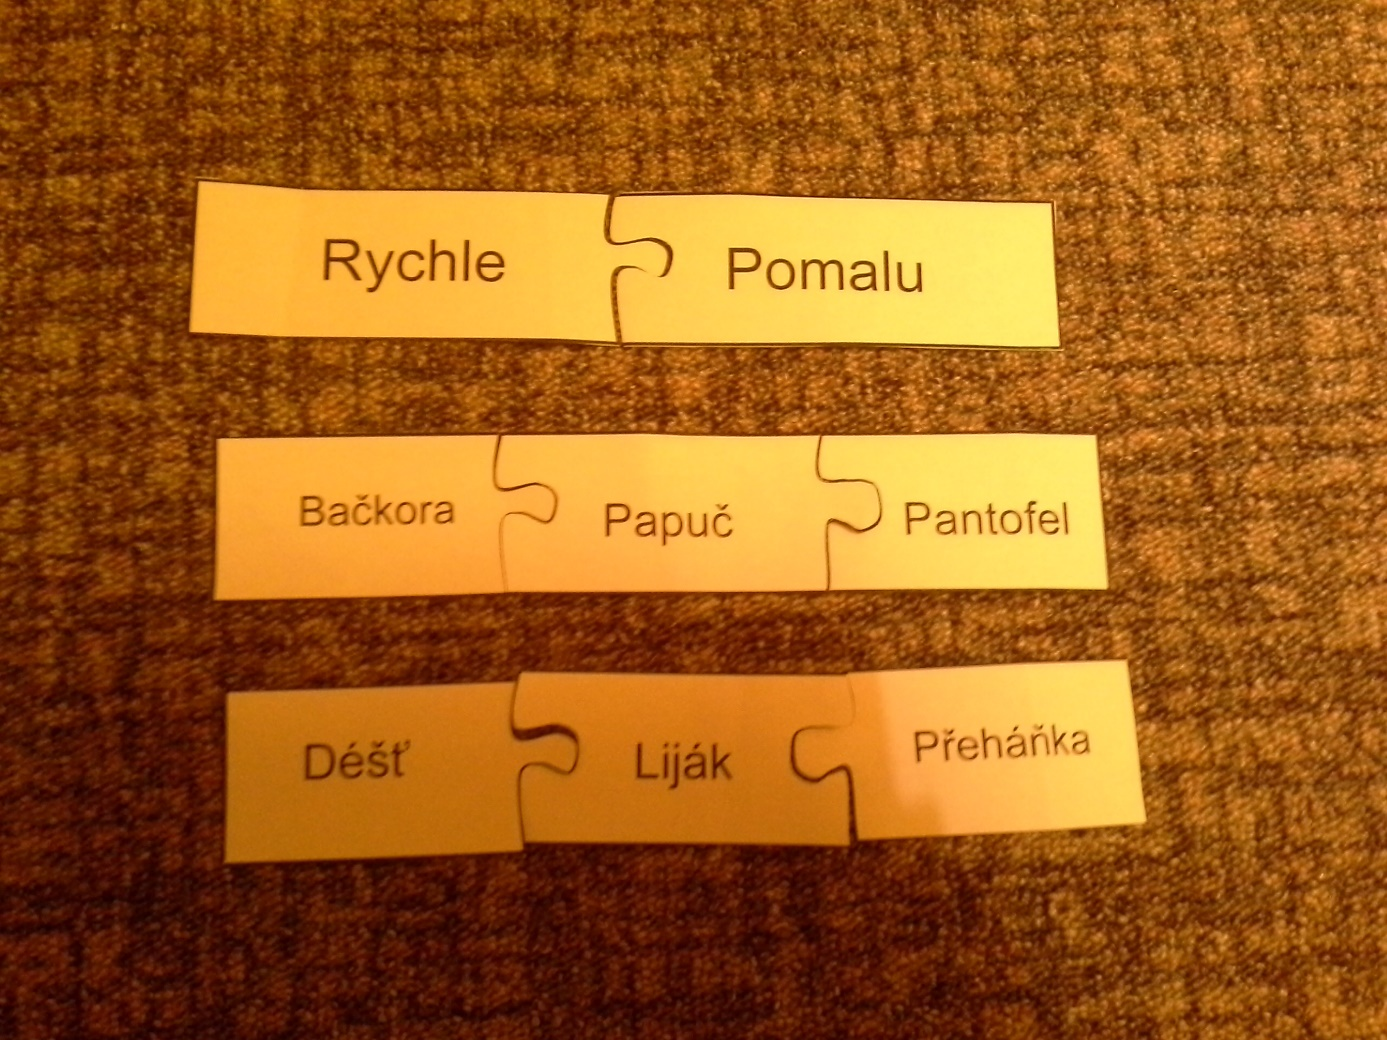 Rychle Pomalu
Bačkora Papuč Pantofel
Déšť Liják Přeháňka